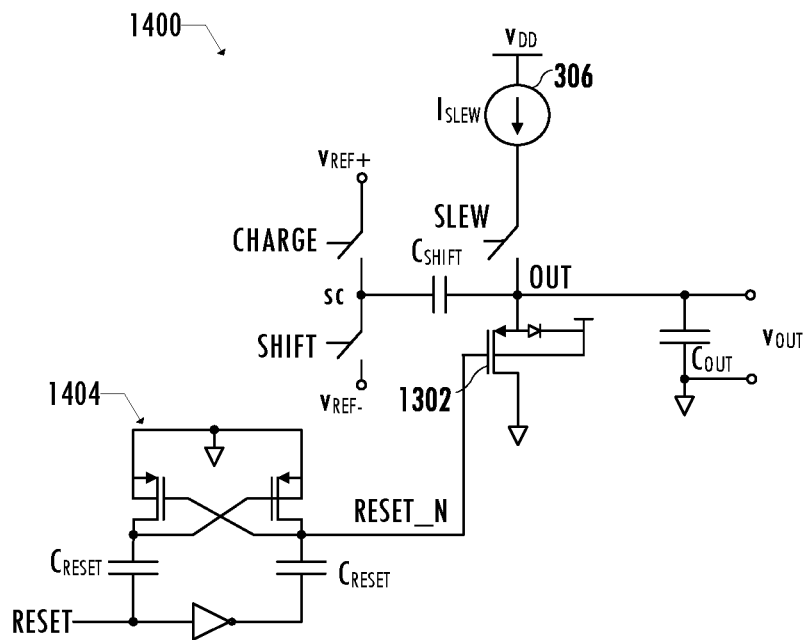 1400
VDD
306
ISLEW
VREF+
SLEW
CHARGE
CSHIFT
OUT
SC
SHIFT
VOUT
COUT
1302
VREF-
1404
RESET_N
CRESET
CRESET
RESET